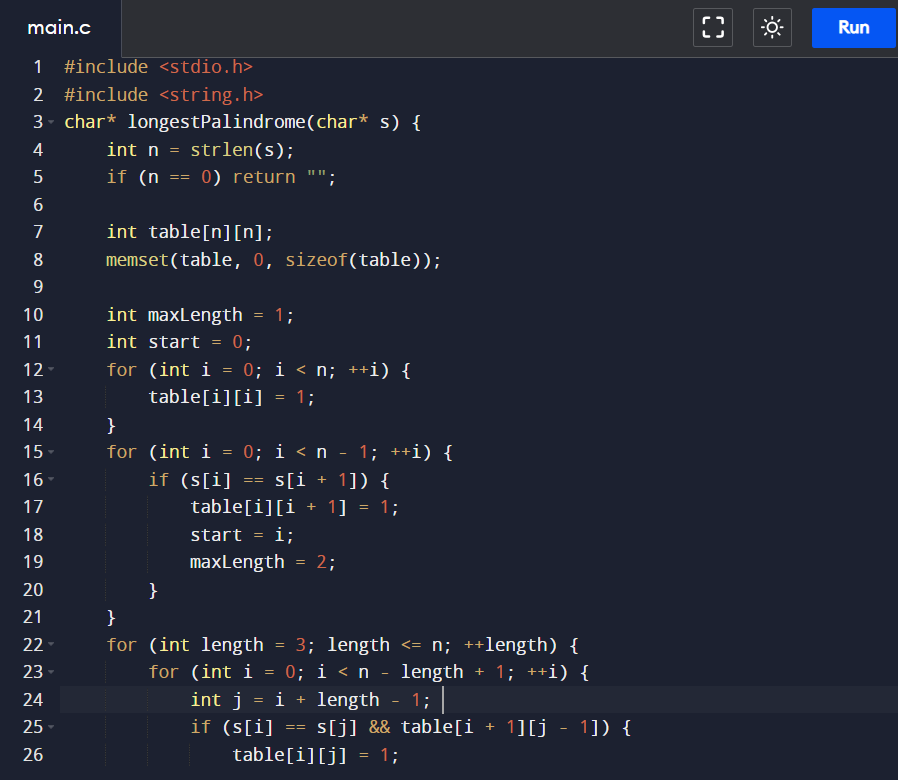 main.c
Run
1 #include <stdio.h>
2 #include <string.h>
3 char* longestPalindrome(char* s) {
4     int n = strlen(s);
5     if (n == 0) return "";
6
7     int table[n][n];
8     memset(table, 0, sizeof(table));
9
10     int maxLength = 1;
11     int start = 0;
12     for (int i = 0; i < n; ++i) {
13         table[i][i] = 1;
14     }
15     for (int i = 0; i < n - 1; ++i) {
16         if (s[i] == s[i + 1]) {
17             table[i][i + 1] = 1;
18             start = i;
19             maxLength = 2;
20         }
21     }
22     for (int length = 3; length <= n; ++length) {
23         for (int i = 0; i < n - length + 1; ++i) {
24             int j = i + length - 1;
25             if (s[i] == s[j] && table[i + 1][j - 1]) {
26                 table[i][j] = 1;